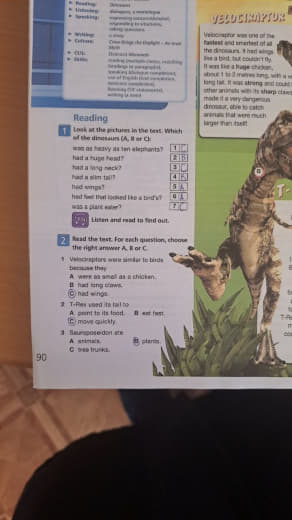 Reading:
Dinosaurs
Listening:
dialogues, a monologue
Speaking:
Writing:
a story
Culture:
Myth
CLIL:
Skills:
VELOCIRAPTOR
Velociraptor was one of the
fastest and smartest of all
the dinosaurs. It had wings
like a bird, but couldn't fly.
It was like a huge chicken,
about 1 to 2 metres long, with a
long tail. It was strong and could
other animals with its sharp claws
made it a very dangerous
dinosaur, able to catch
animals that were much
larger than itself.
T-
Reading
1 Look at the pictures in the text. Which
of the dinosaurs (A, B or C):
was as heavy as ten elephants? 1
had a huge head? 2
had a long neck? 3
had a slim tail? 4
had wings? 5
had feet that looked like a bird's? 6
was a plant eater? 7
Listen and read to find out.
2 Read the text. For each question, choose
the right answer A, B or C.
1 Velociraptors were similar to birds
because they
A were as small as a chicken.
B had long claws.
C had wings.
2 T-Rex used its tail to
A point to its food. B eat fast.
C move quickly.
3 Sauroposeidon ate
A animals. B plants.
C tree trunks.
90